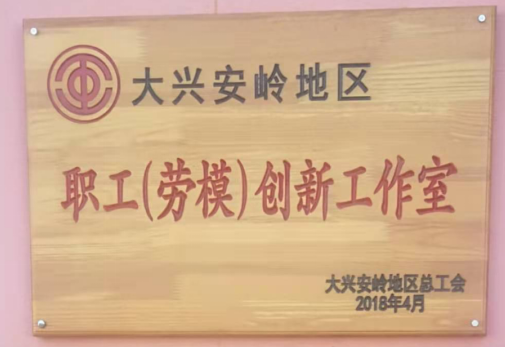 大兴安岭地区
职工(劳模)创新工作室
大兴安岭地区总工会
2018年4月